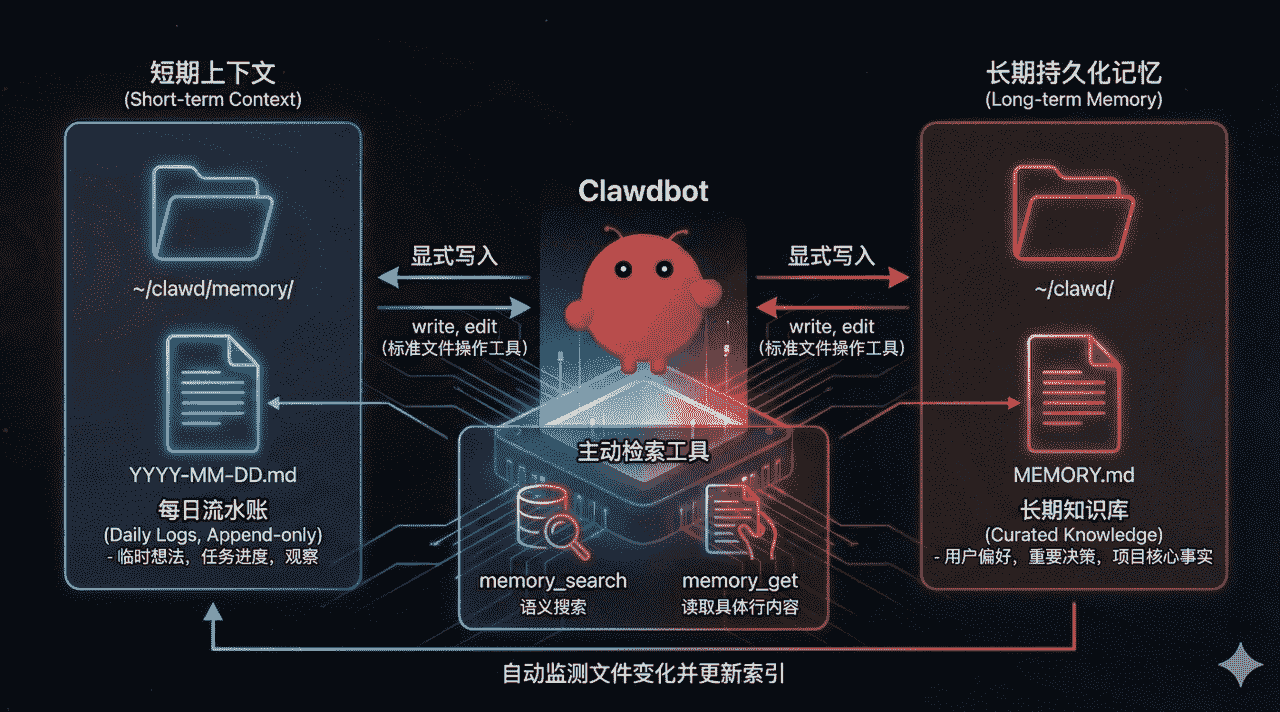 短期上下文
(Short-term Context)
~/clawd/memory/
YYYY-MM-DD.md
每日流水账
(Daily Logs, Append-only)
- 临时想法，任务进度，观察
显式写入
write, edit
(标准文件操作工具)
Clawdbot
主动检索工具
memory_search
语义搜索
memory_get
读取具体行内容
显式写入
write, edit
(标准文件操作工具)
长期持久化记忆
(Long-term Memory)
~/clawd/
MEMORY.md
长期知识库
(Curated Knowledge)
- 用户偏好，重要决策，项目核心事实
自动监测文件变化并更新索引